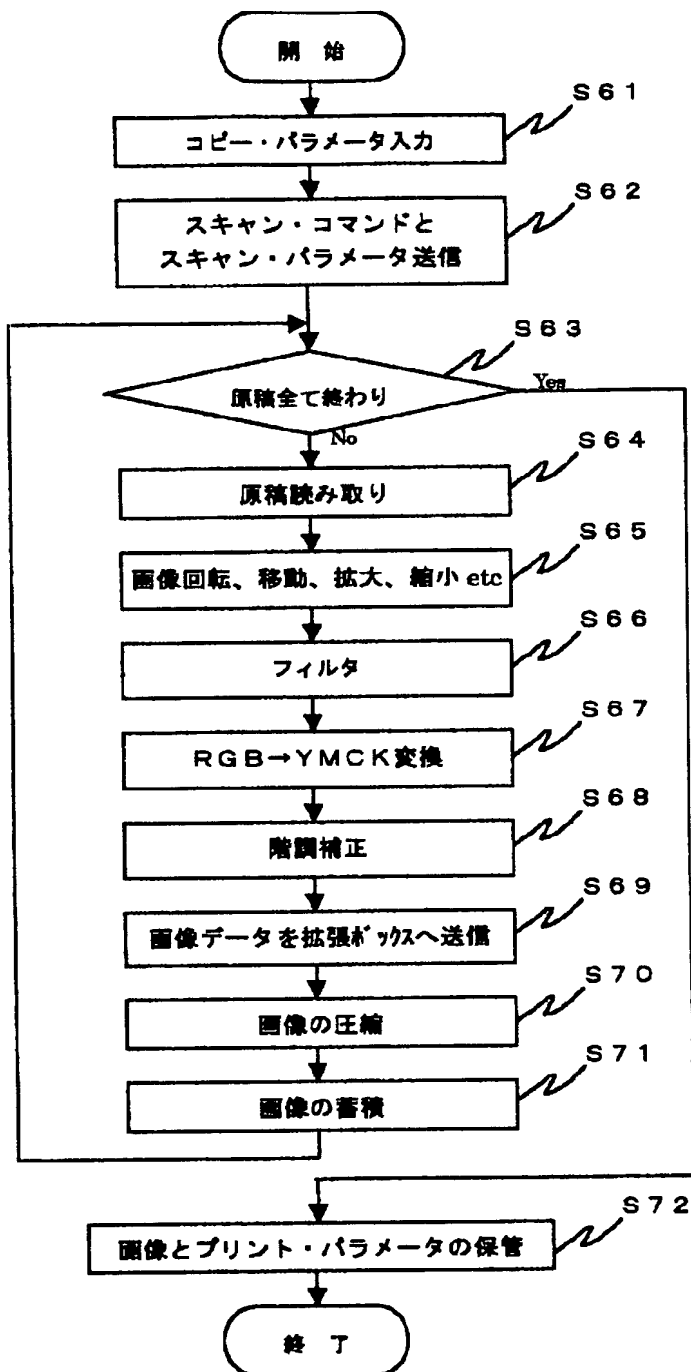 開 始
S61
コピー・パラメータ入力
S62
スキャン・コマンドと
スキャン・パラメータ送信
S63
原稿全て終わり
Yes
No
S64
原稿読み取り
S65
画像回転、移動、拡大、縮小 etc
S66
フィルタ
S67
RGB→YMCK変換
S68
階調補正
S69
画像データを拡張ﾎﾞｯｸｽへ送信
S70
画像の圧縮
S71
画像の蓄積
S72
画像とプリント・パラメータの保管
終 了